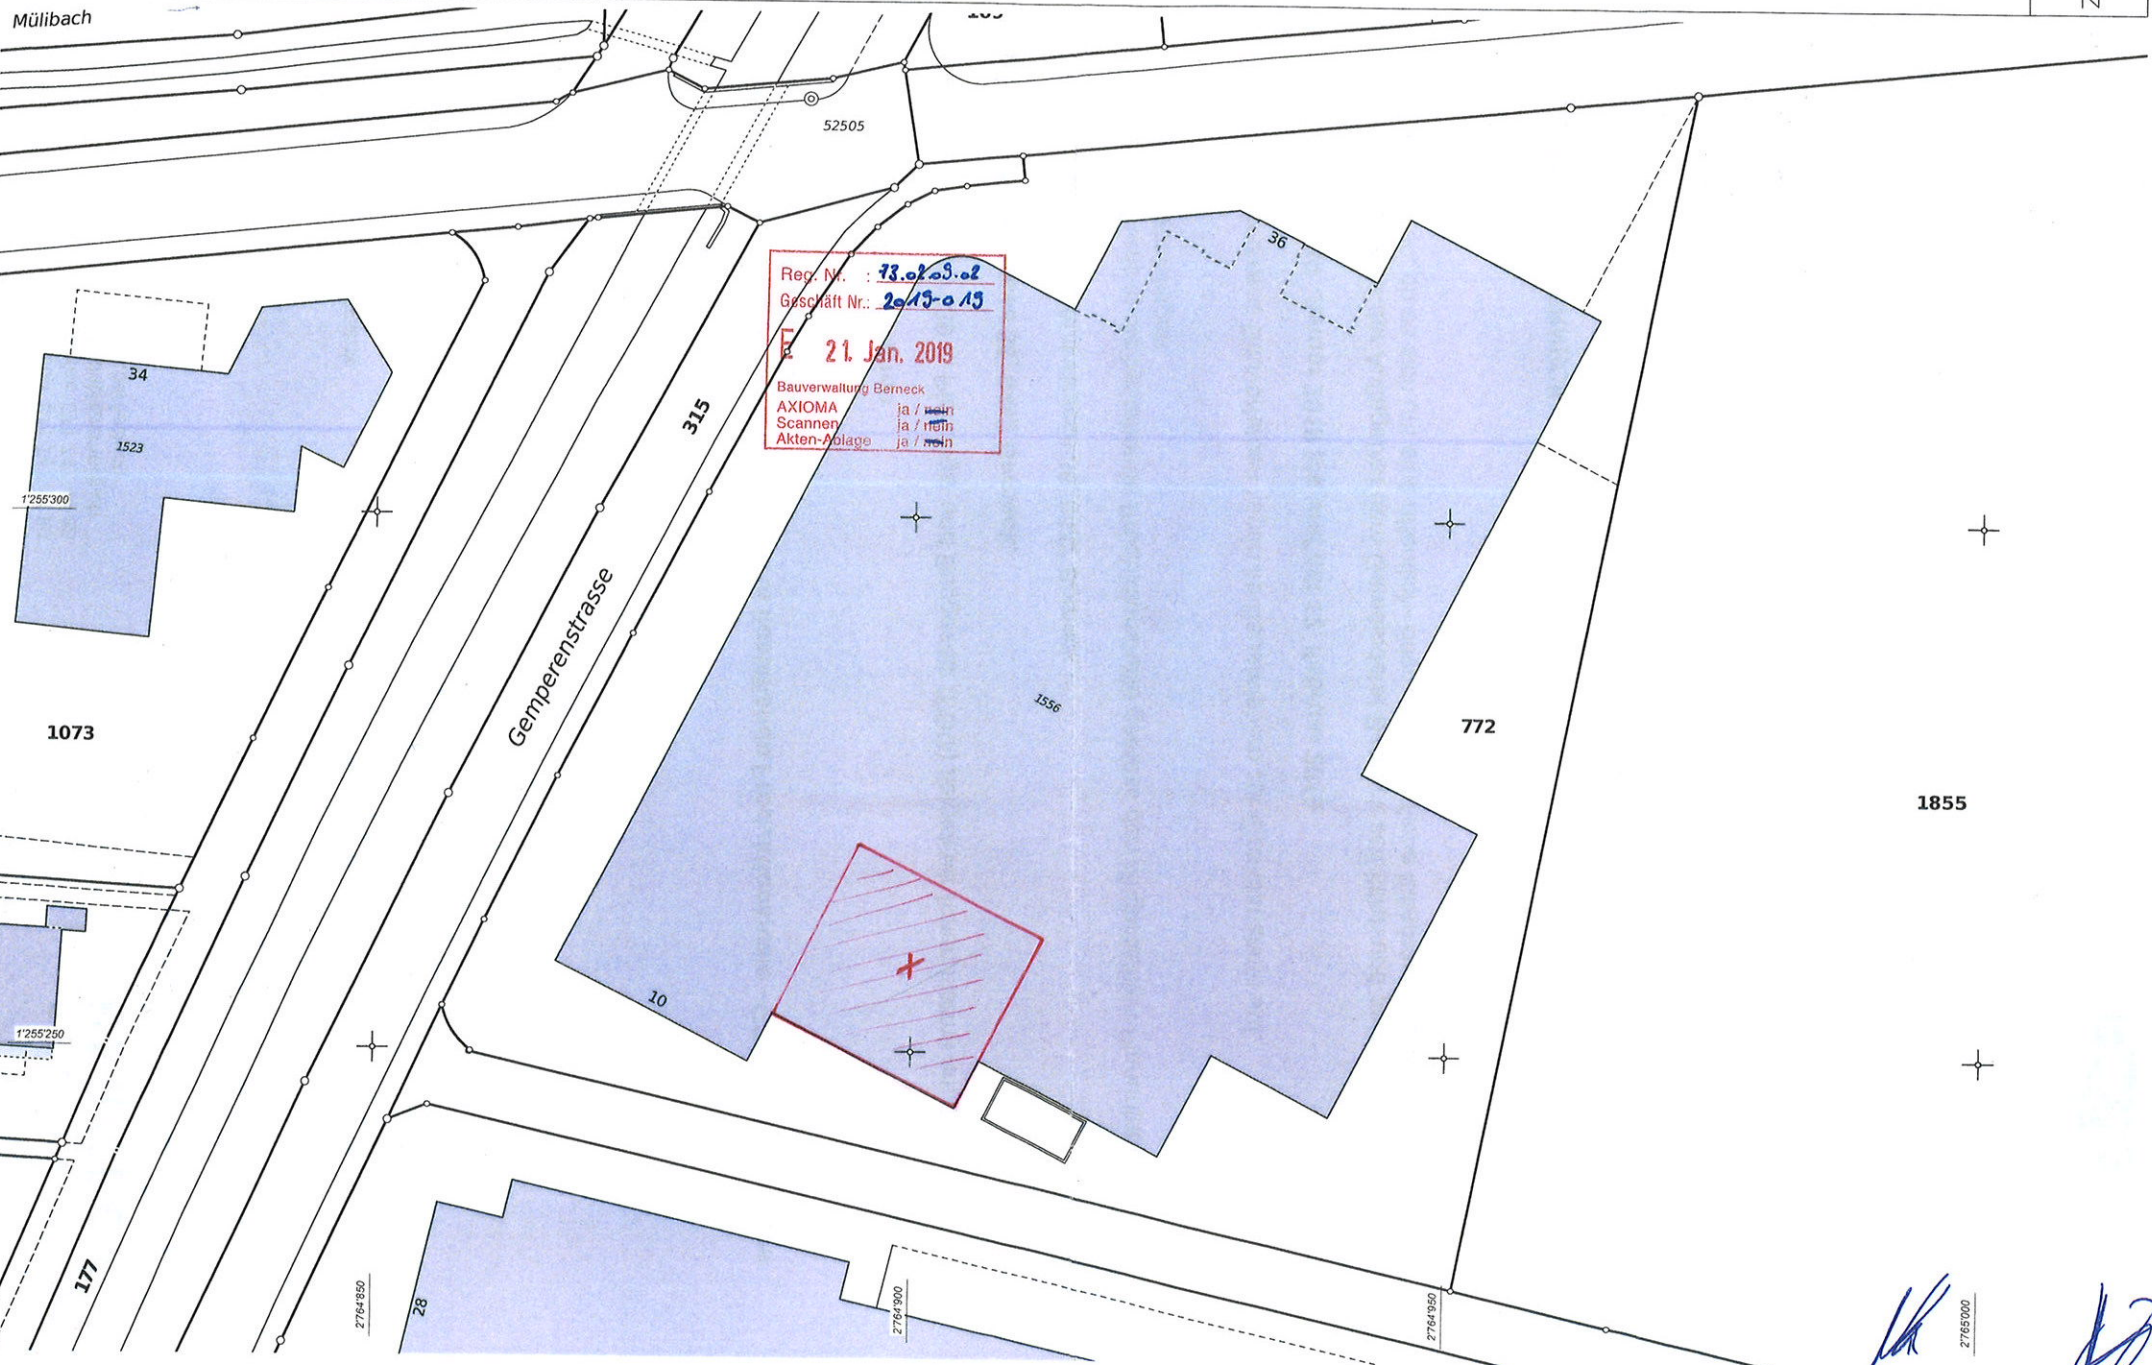 Mülibach
52505
36
Reg. Nr. : 73.02.09.02
Geschäft Nr.: 2019-019
E 21. Jan. 2019
Bauverwaltung Berneck
AXIOMA ja / nein
Scannen ja / nein
Akten-Ablage ja / nein
34
1523
315
1'255'300
Gemperenstrasse
1556
1073
772
1855
10
1'255'250
177
28
2'764'850
2'764'900
2'764'950
2'765'000